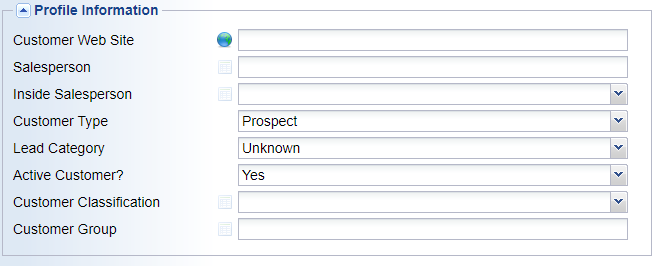 Profile Information
Customer Web Site
Salesperson
Inside Salesperson
Customer Type Prospect
Lead Category Unknown
Active Customer? Yes
Customer Classification
Customer Group